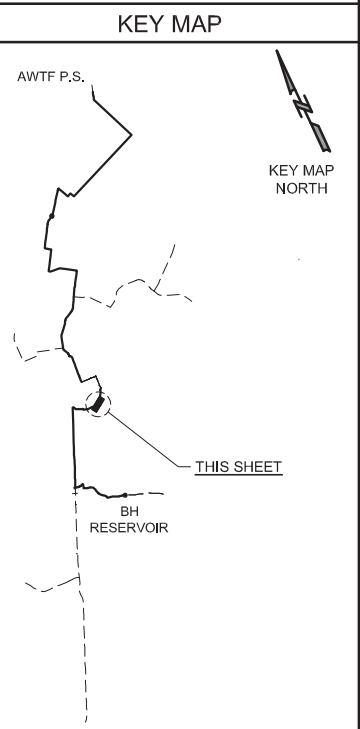 KEY MAP
AWTF P.S.
KEY MAP
NORTH
THIS SHEET
BH
RESERVOIR